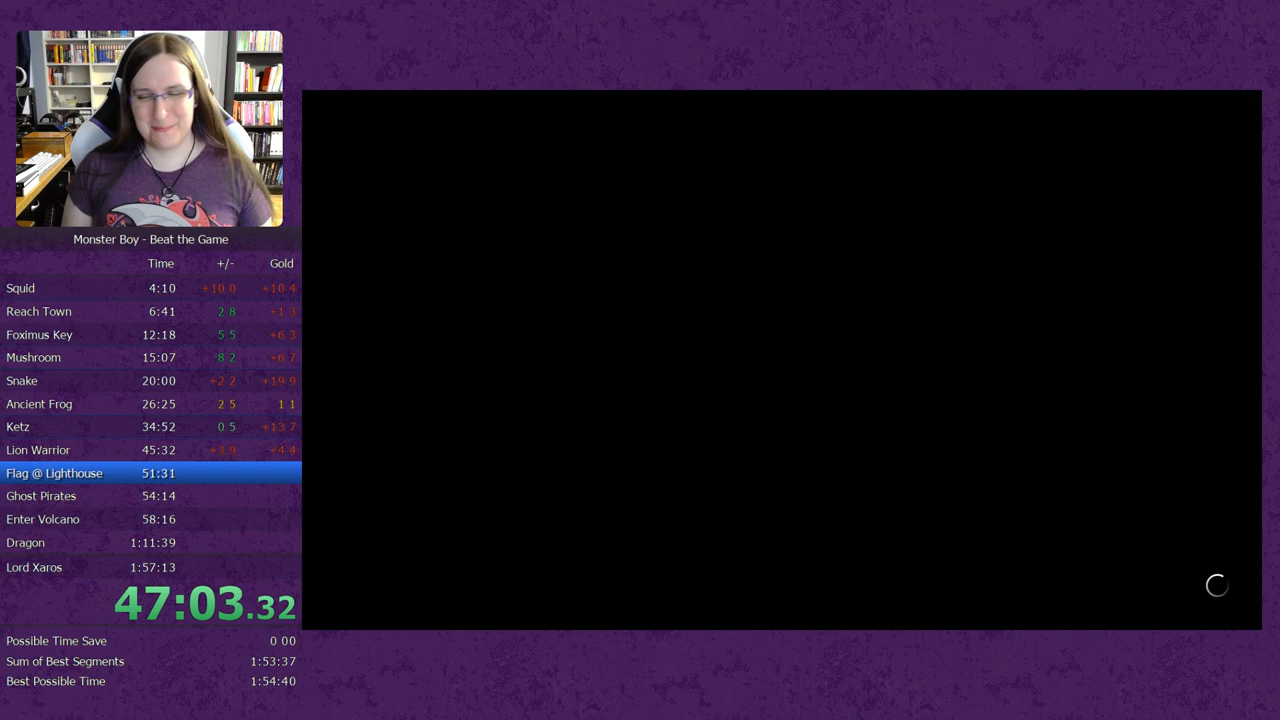 Monster Boy - Beat the Game
Time +/- Gold
Squid 4:10 +10 0 +10 4
Reach Town 6:41 2 8 +1 3
Foximus Key 12:18 5 5 +6 3
Mushroom 15:07 8 2 +6 7
Snake 20:00 +2 2 +19 9
Ancient Frog 26:25 2 5 1 1
Ketz 34:52 0 5 +13 7
Lion Warrior 45:32 +3 9 +4 4
Flag @ Lighthouse 51:31
Ghost Pirates 54:14
Enter Volcano 58:16
Dragon 1:11:39
Lord Xaros 1:57:13
47:03.32
Possible Time Save 0 00
Sum of Best Segments 1:53:37
Best Possible Time 1:54:40